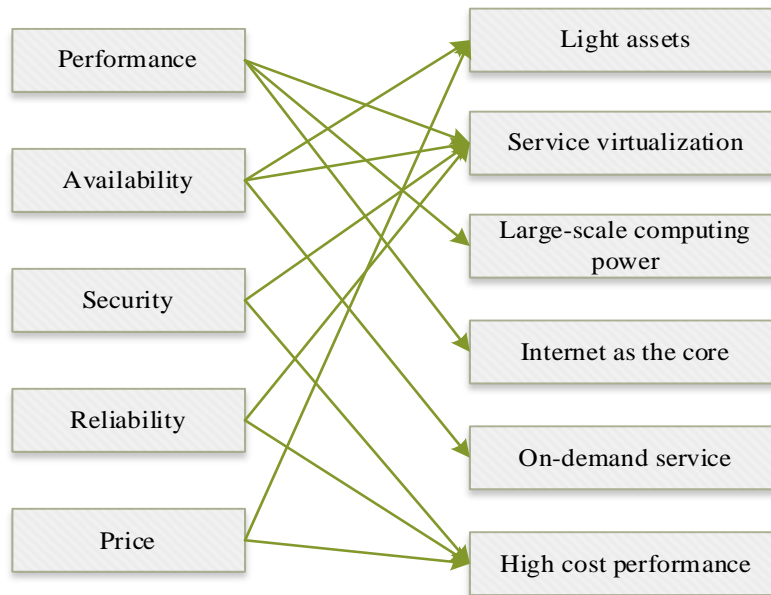 Performance
Availability
Security
Reliability
Price
Light assets
Service virtualization
Large-scale computing
power
Internet as the core
On-demand service
High cost performance